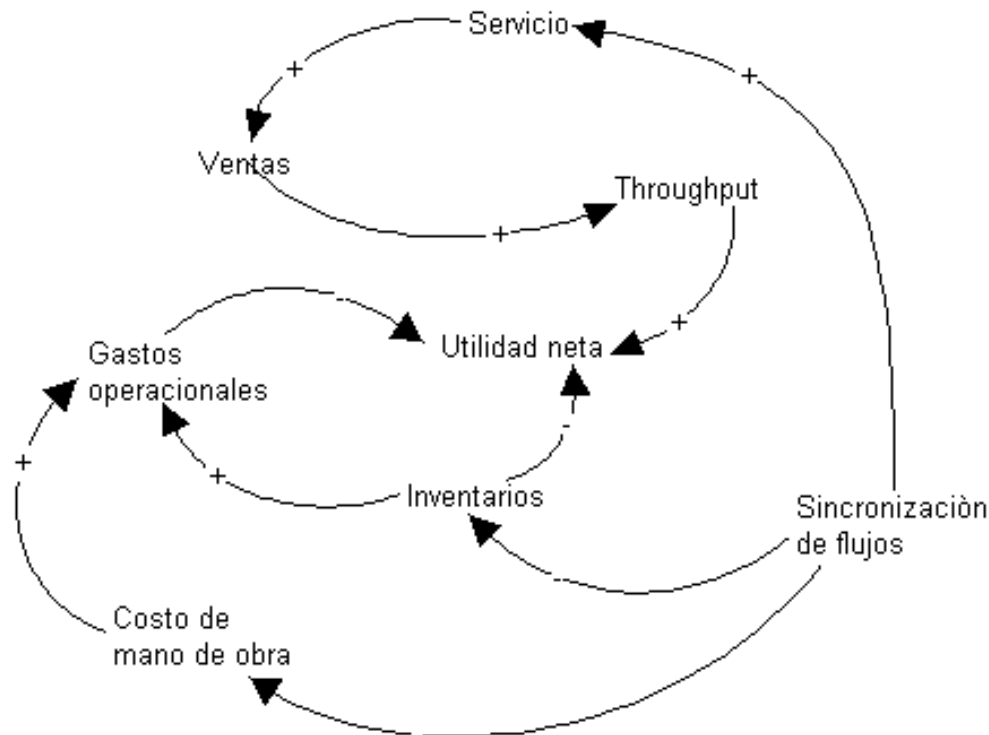 Servicio
+
+
Ventas
Throughput
+
-
+
Utilidad neta
Gastos
operacionales
-
+
+
Inventarios
Sincronizaciòn
de flujos
-
Costo de
mano de obra